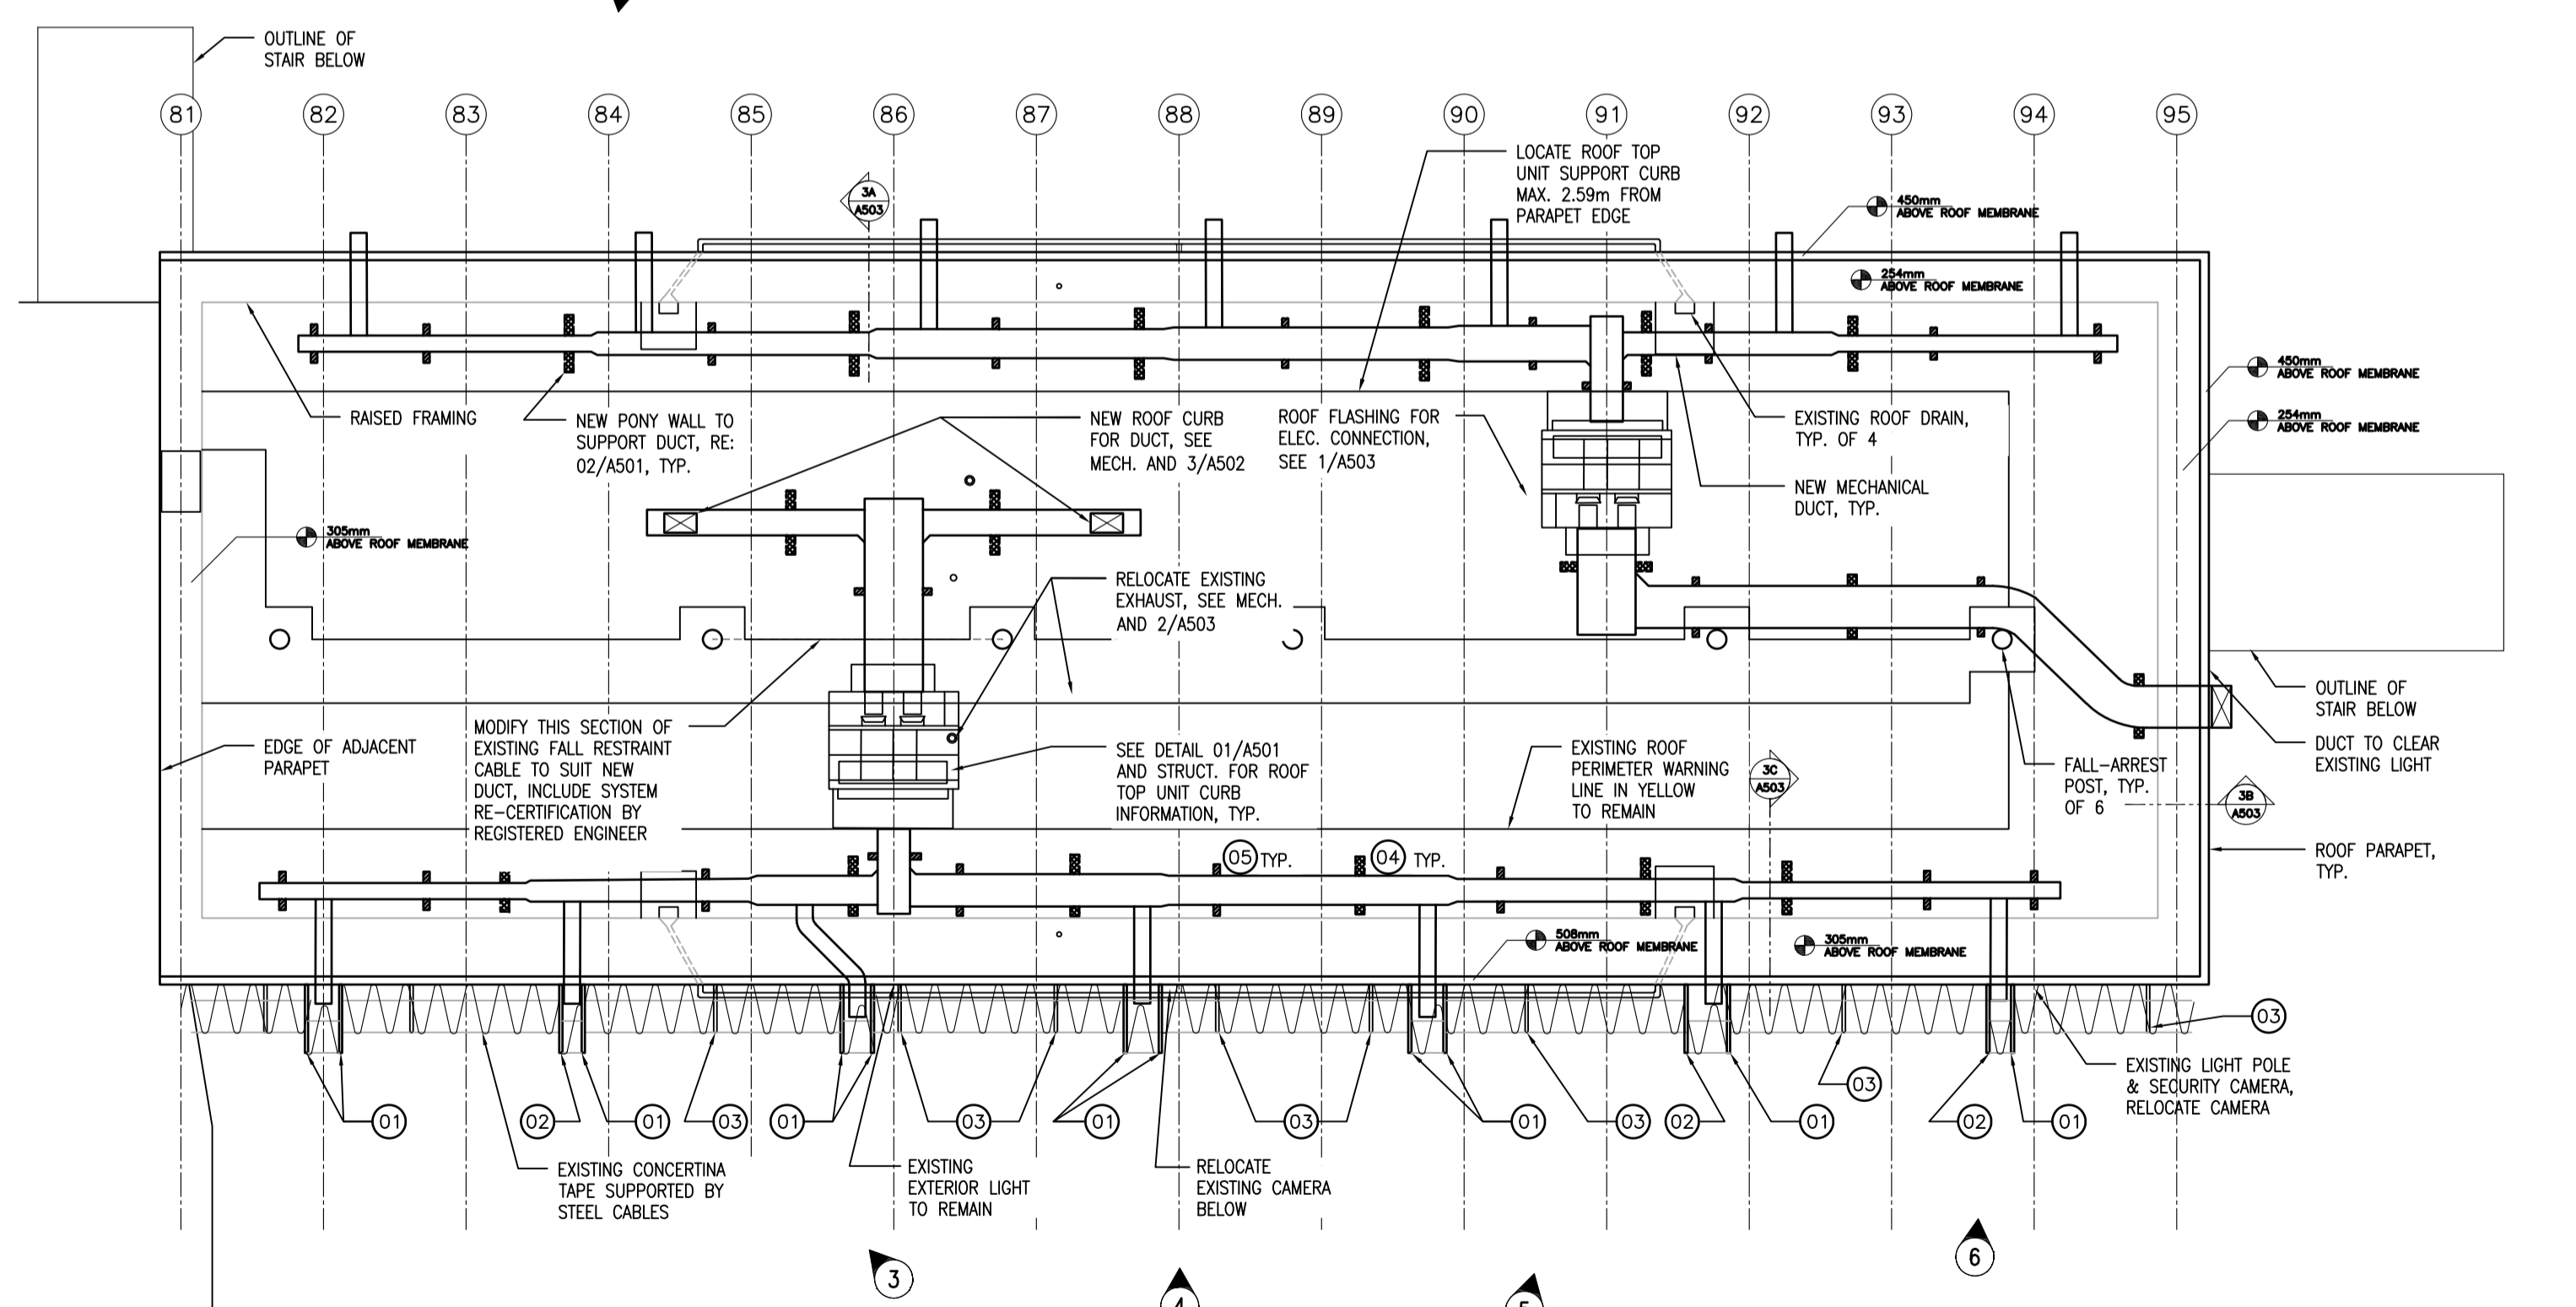 OUTLINE OF
STAIR BELOW
81
82
83
84
85
86
87
88
89
90
91
92
93
94
95
3A
A503
LOCATE ROOF TOP
UNIT SUPPORT CURB
MAX. 2.59m FROM
PARAPET EDGE
450mm
ABOVE ROOF MEMBRANE
254mm
ABOVE ROOF MEMBRANE
450mm
ABOVE ROOF MEMBRANE
254mm
ABOVE ROOF MEMBRANE
RAISED FRAMING
NEW PONY WALL TO
SUPPORT DUCT, RE:
02/A501, TYP.
NEW ROOF CURB
FOR DUCT, SEE
MECH. AND 3/A502
ROOF FLASHING FOR
ELEC. CONNECTION,
SEE 1/A503
EXISTING ROOF DRAIN,
TYP. OF 4
NEW MECHANICAL
DUCT, TYP.
305mm
ABOVE ROOF MEMBRANE
RELOCATE EXISTING
EXHAUST, SEE MECH.
AND 2/A503
OUTLINE OF
STAIR BELOW
EDGE OF ADJACENT
PARAPET
MODIFY THIS SECTION OF
EXISTING FALL RESTRAINT
CABLE TO SUIT NEW
DUCT, INCLUDE SYSTEM
RE-CERTIFICATION BY
REGISTERED ENGINEER
SEE DETAIL 01/A501
AND STRUCT. FOR ROOF
TOP UNIT CURB
INFORMATION, TYP.
EXISTING ROOF
PERIMETER WARNING
LINE IN YELLOW
TO REMAIN
3C
A503
FALL-ARREST
POST, TYP.
OF 6
DUCT TO CLEAR
EXISTING LIGHT
3B
A503
ROOF PARAPET,
TYP.
05 TYP.
04 TYP.
508mm
ABOVE ROOF MEMBRANE
305mm
ABOVE ROOF MEMBRANE
03
EXISTING LIGHT POLE
& SECURITY CAMERA,
RELOCATE CAMERA
03
01
02
01
03
01
03
01
03
01
03
02
01
02
01
EXISTING CONCERTINA
TAPE SUPPORTED BY
STEEL CABLES
EXISTING
EXTERIOR LIGHT
TO REMAIN
RELOCATE
EXISTING CAMERA
BELOW
3
4
5
6